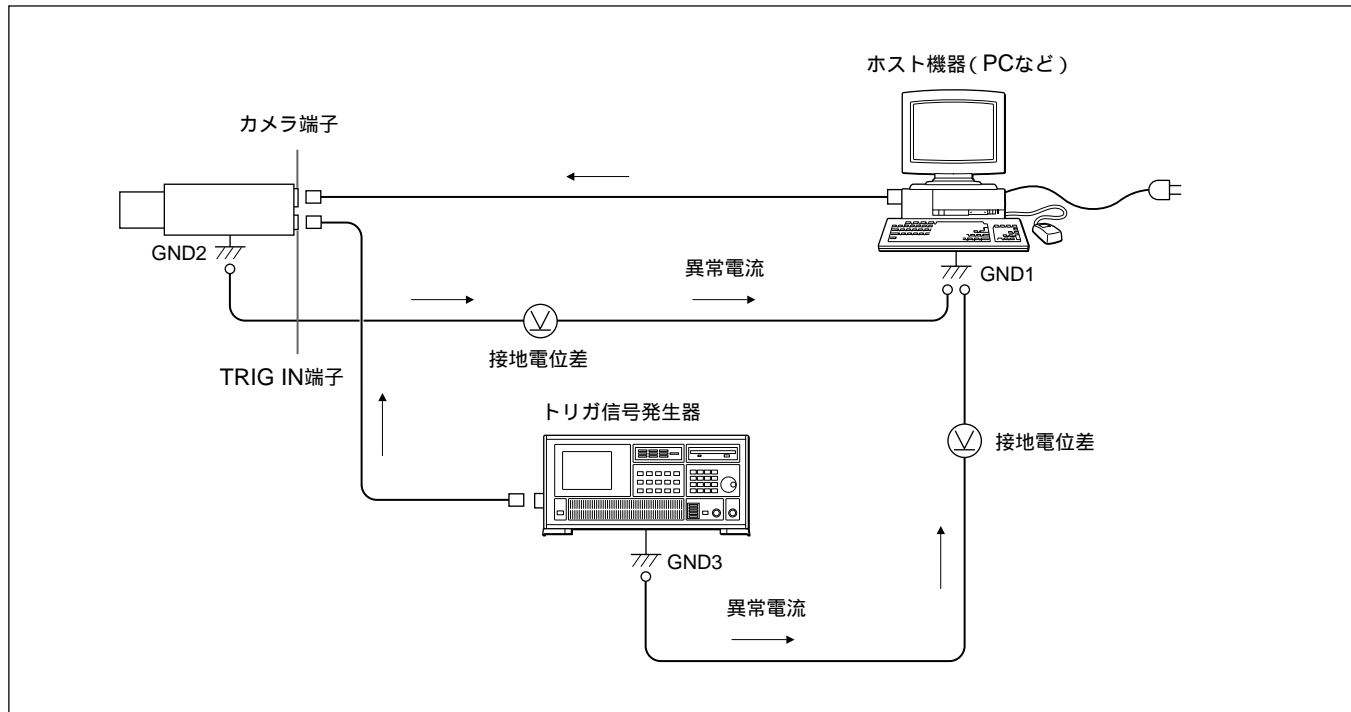 ホスト機器(PCなど)
カメラ端子
GND2
異常電流
GND1
接地電位差
TRIG IN端子
トリガ信号発生器
接地電位差
GND3
異常電流